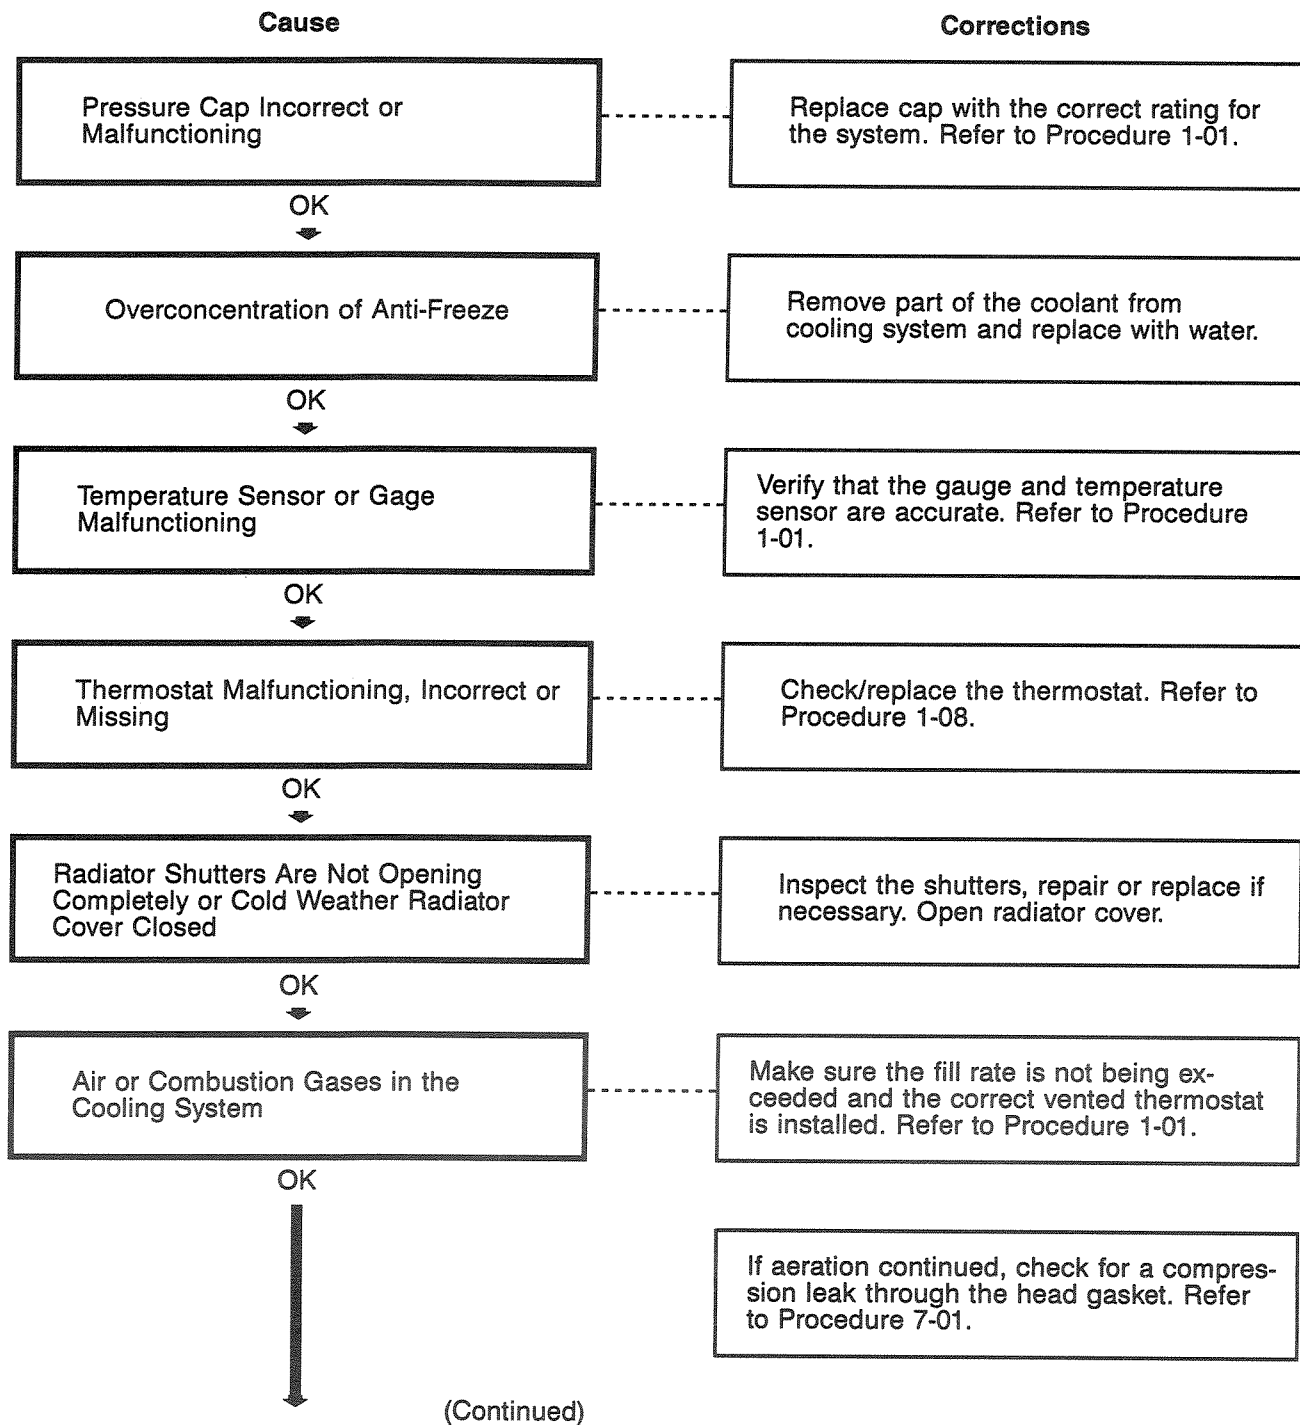 Cause
Corrections
Pressure Cap Incorrect or
Malfunctioning
Replace cap with the correct rating for
the system. Refer to Procedure 1-01.
OK
Overconcentration of Anti-Freeze
Remove part of the coolant from
cooling system and replace with water.
OK
Temperature Sensor or Gage
Malfunctioning
Verify that the gauge and temperature
sensor are accurate. Refer to Procedure
1-01.
OK
Thermostat Malfunctioning, Incorrect or
Missing
Check/replace the thermostat. Refer to
Procedure 1-08.
OK
Radiator Shutters Are Not Opening
Completely or Cold Weather Radiator
Cover Closed
Inspect the shutters, repair or replace if
necessary. Open radiator cover.
OK
Air or Combustion Gases in the
Cooling System
Make sure the fill rate is not being ex-
ceeded and the correct vented thermostat
is installed. Refer to Procedure 1-01.
OK
If aeration continued, check for a compres-
sion leak through the head gasket. Refer
to Procedure 7-01.
(Continued)